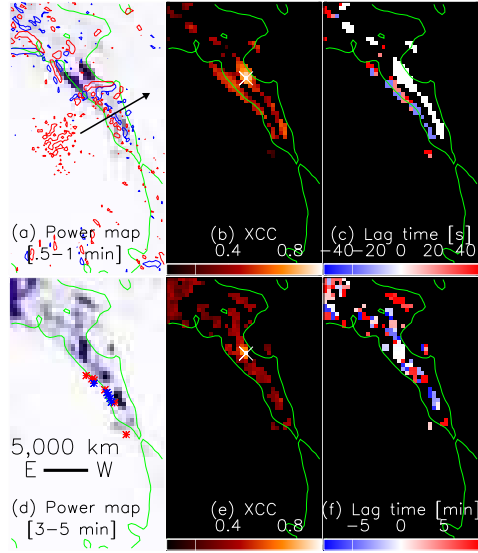 (a) Power map
[.5-1 min]
(b) XCC
0.4 0.8
(c) Lag time [s]
-40-20 0 20 40
5,000 km
E W
(d) Power map
[3-5 min]
(e) XCC
0.4 0.8
(f) Lag time [min]
-5 0 5